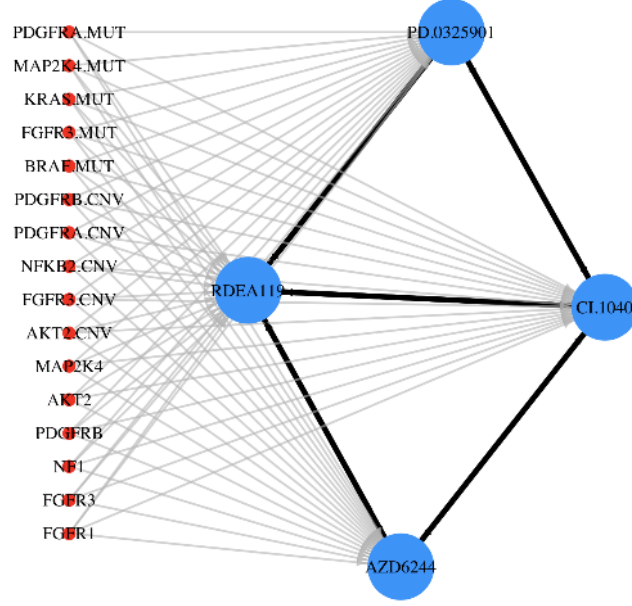 PDGFRA.MUT
MAP2K4.MUT
KRAS.MUT
FGFR3.MUT
BRAF.MUT
PDGFRB.CNV
PDGFRA.CNV
NFKB2.CNV
FGFR3.CNV
AKT2.CNV
MAP2K4
AKT2
PDGFRB
NF1
FGFR3
FGFR1
PD.0325901
RDEA119
CI.1040
AZD6244